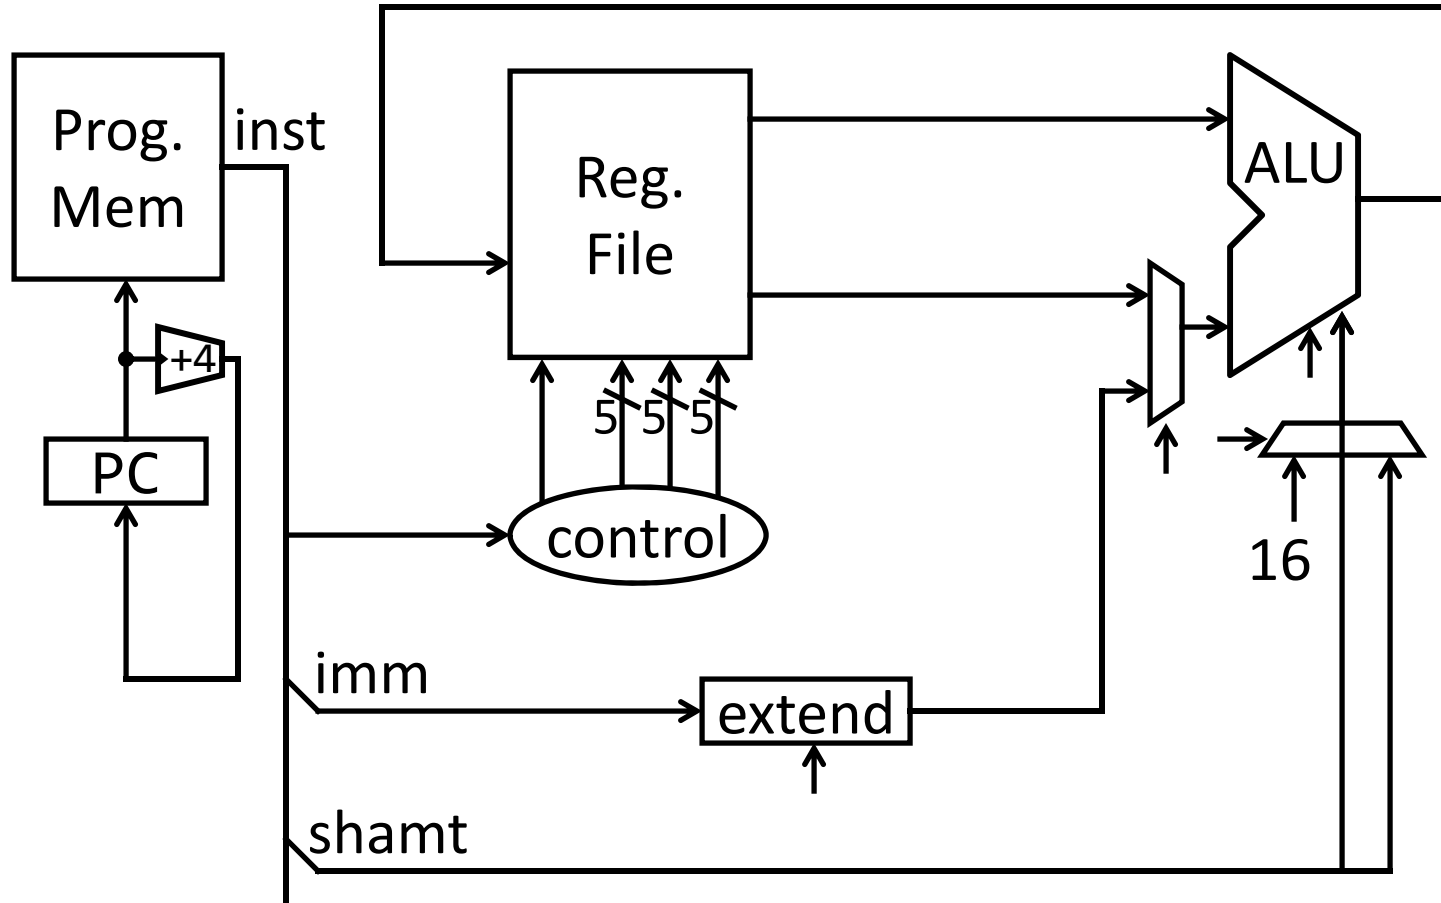 Prog.
Mem
inst
Reg.
File
ALU
+4
5 5 5
PC
control
16
imm
extend
shamt